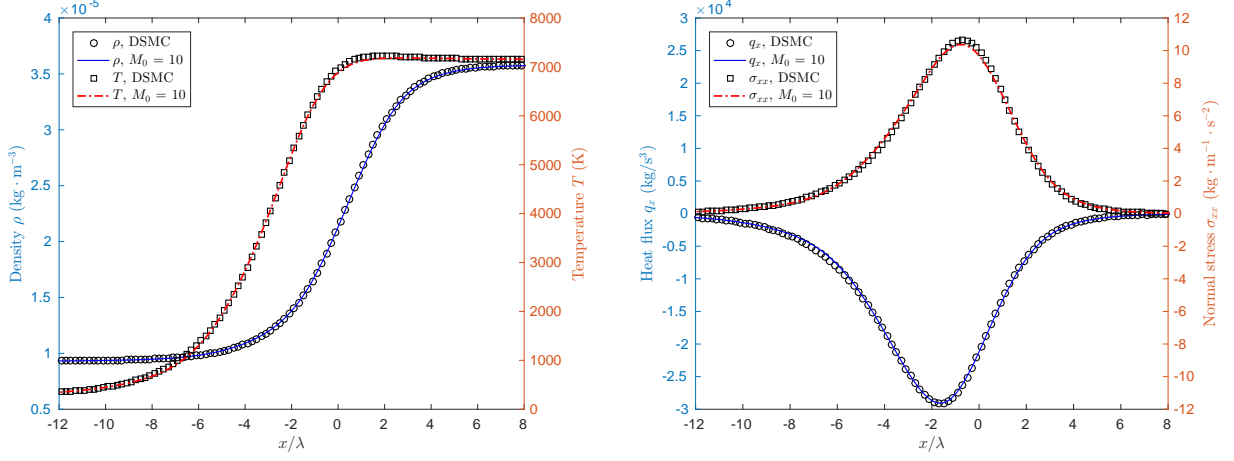 4 ×10⁻⁵
3.5
3
2.5
2
1.5
1
0.5
Density ρ (kg · m⁻³)
8000
7000
6000
5000
4000
3000
2000
1000
0
Temperature T (K)
ρ, DSMC
ρ, M₀ = 10
T, DSMC
T, M₀ = 10
-12 -10 -8 -6 -4 -2 0 2 4 6 8
x/λ
3 ×10⁴
2.5
2
1.5
1
0.5
0
-0.5
-1
-1.5
-2
-2.5
-3
Heat flux qₓ (kg/s³)
12
10
8
6
4
2
0
-2
-4
-6
-8
-10
-12
Normal stress σₓₓ (kg · m⁻¹ · s⁻²)
qₓ, DSMC
qₓ, M₀ = 10
σₓₓ, DSMC
σₓₓ, M₀ = 10
-12 -10 -8 -6 -4 -2 0 2 4 6 8
x/λ